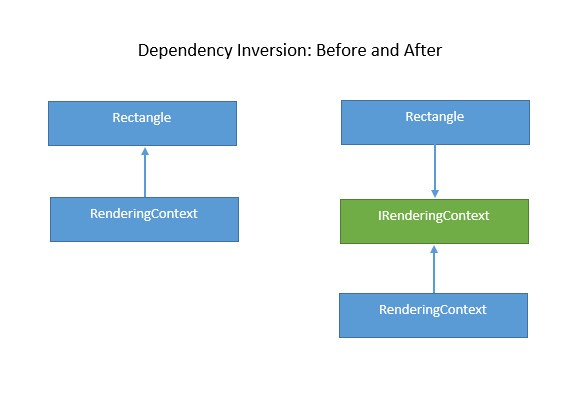 Dependency Inversion: Before and After
Rectangle
RenderingContext
Rectangle
IRenderingContext
RenderingContext